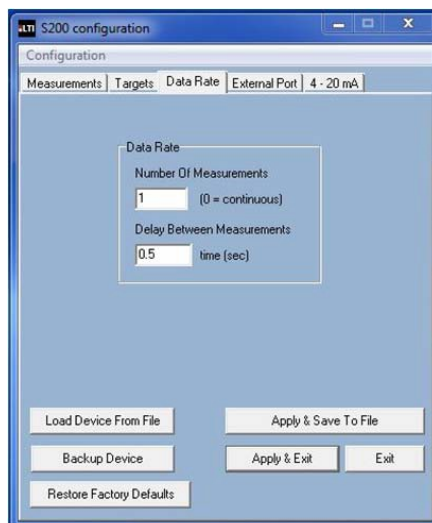 LTI S200 configuration
Configuration
Measurements Targets Data Rate External Port 4 - 20 mA
Data Rate
Number Of Measurements
1 (0 = continuous)
Delay Between Measurements
0.5 time (sec)
Load Device From File Apply & Save To File
Backup Device Apply & Exit Exit
Restore Factory Defaults